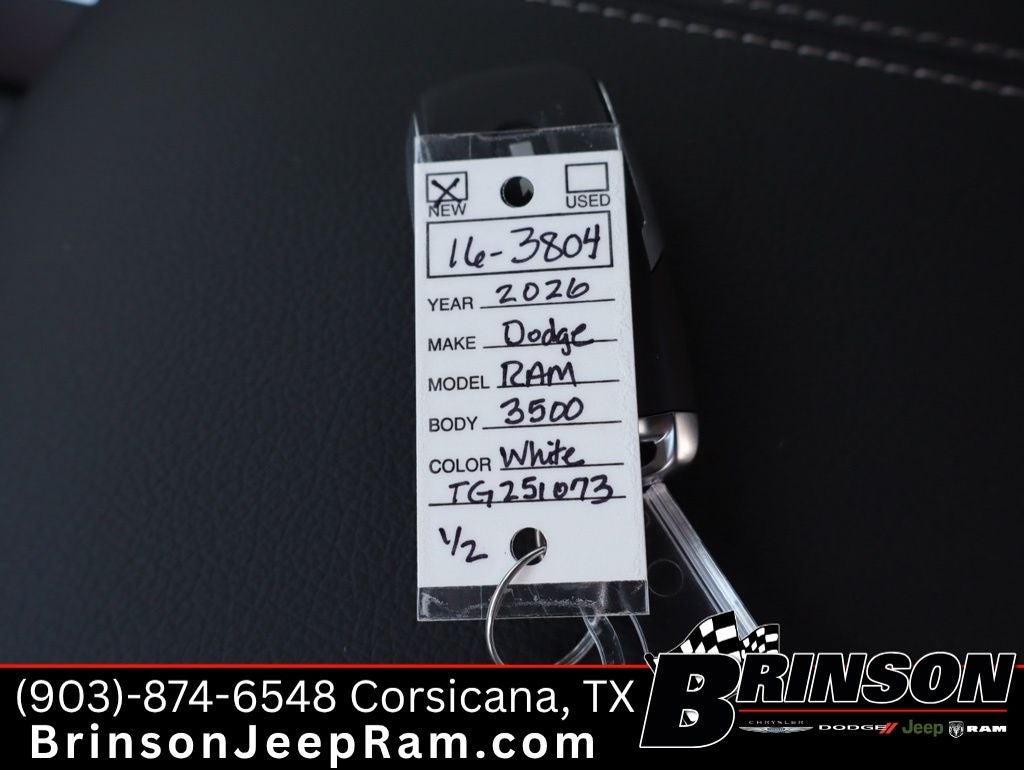 NEW USED
16-3804
YEAR 2026
MAKE Dodge
MODEL RAM
BODY 3500
COLOR White
TG251073
1/2
(903)-874-6548 Corsicana, TX
BrinsonJeepRam.com
BRINSON
CHRYSLER DODGE Jeep RAM